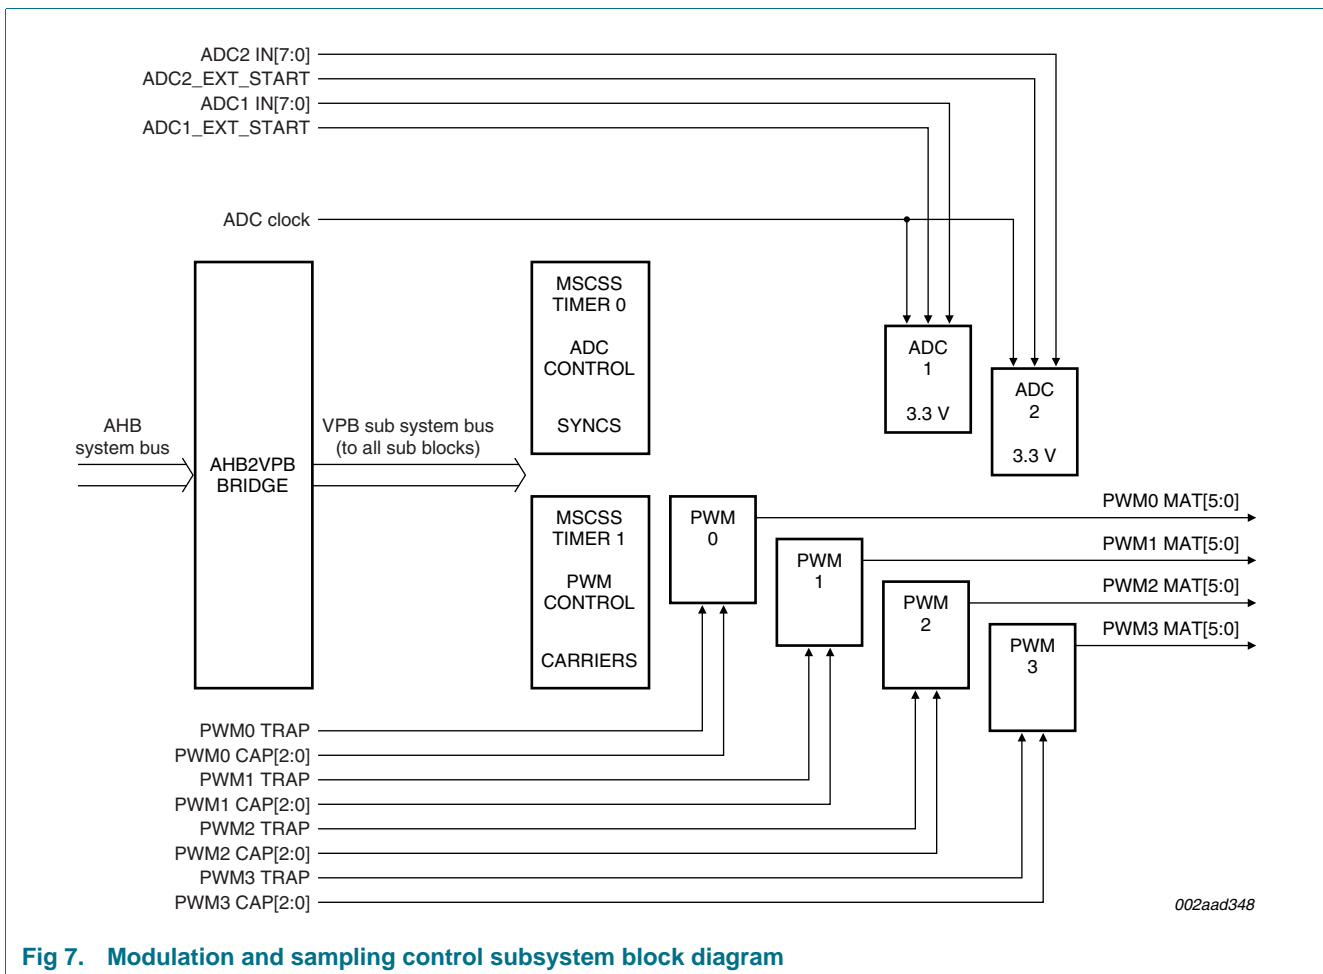 ADC2 IN[7:0]
ADC2_EXT_START
ADC1 IN[7:0]
ADC1_EXT_START
ADC clock
MSCSS
TIMER 0
ADC
CONTROL
SYNCS
ADC
1
3.3 V
ADC
2
3.3 V
AHB
system bus
AHB2VPB
BRIDGE
VPB sub system bus
(to all sub blocks)
MSCSS
TIMER 1
PWM
CONTROL
CARRIERS
PWM
0
PWM
1
PWM
2
PWM
3
PWM0 MAT[5:0]
PWM1 MAT[5:0]
PWM2 MAT[5:0]
PWM3 MAT[5:0]
PWM0 TRAP
PWM0 CAP[2:0]
PWM1 TRAP
PWM1 CAP[2:0]
PWM2 TRAP
PWM2 CAP[2:0]
PWM3 TRAP
PWM3 CAP[2:0]
002aad348
Fig 7. Modulation and sampling control subsystem block diagram